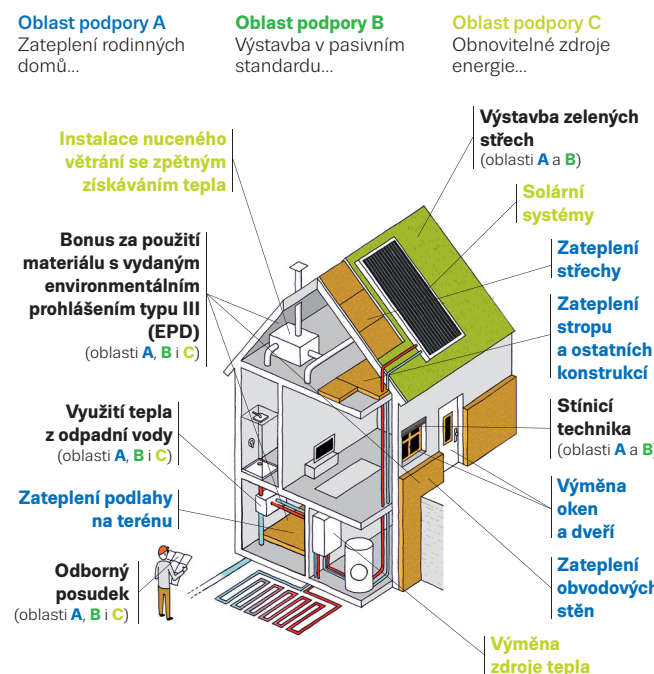 Oblast podpory A
Zateplení rodinných
domů...
Oblast podpory B
Výstavba v pasivním
standardu...
Oblast podpory C
Obnovitelné zdroje
energie...
Instalace nuceného
větrání se zpětným
získáváním tepla
Bonus za použití
materiálu s vydaným
environmentálním
prohlášením typu III
(EPD)
(oblasti A, B i C)
Využití tepla
z odpadní vody
(oblasti A, B i C)
Zateplení podlahy
na terénu
Odborný
posudek
(oblasti A, B i C)
Výstavba zelených
střech
(oblasti A a B)
Solární
systémy
Zateplení
střechy
Zateplení
stropu
a ostatních
konstrukcí
Stínicí
technika
(oblasti A a B)
Výměna
oken
a dveří
Zateplení
obvodových
stěn
Výměna
zdroje tepla